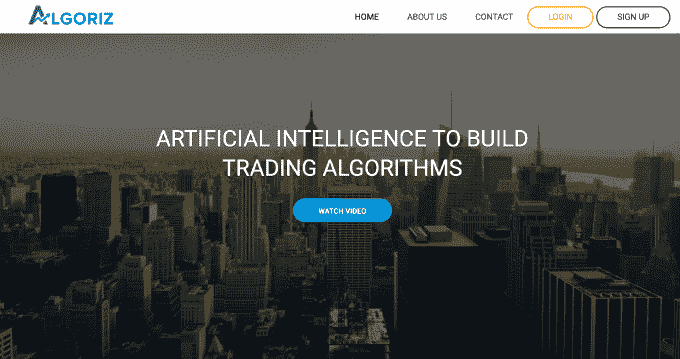 ALGORIZ
HOME ABOUT US CONTACT LOGIN SIGN UP
ARTIFICIAL INTELLIGENCE TO BUILD
TRADING ALGORITHMS
WATCH VIDEO